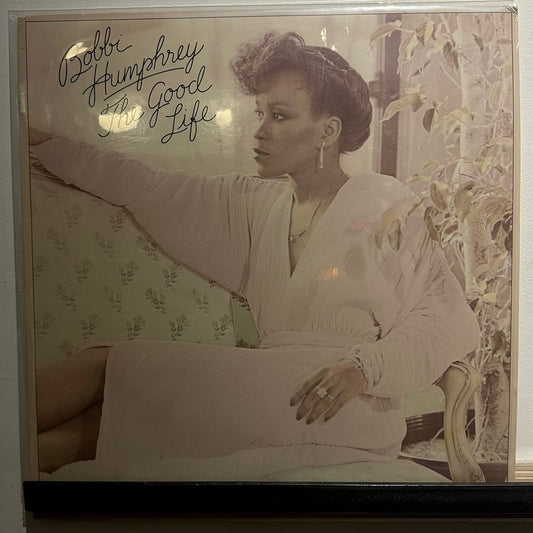 Bobbi
Humphrey
The Good
Life